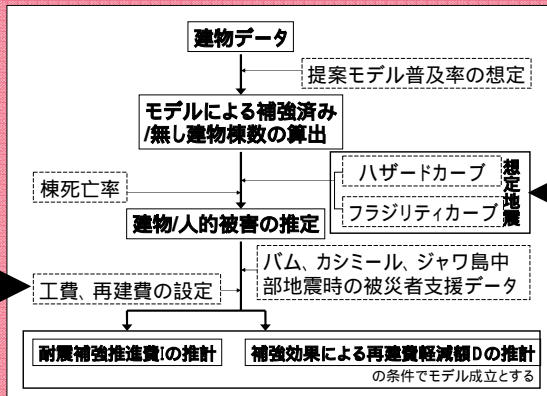 建物データ
提案モデル普及率の想定
モデルによる補強済み
/無し建物棟数の算出
棟死亡率
ハザードカーブ
フラジリティカーブ
想定地震
建物/人的被害の推定
バム、カシミール、ジャワ島中
部地震時の被災者支援データ
工費、再建費の設定
耐震補強推進費Iの推計
補強効果による再建費軽減額Dの推計
の条件でモデル成立とする